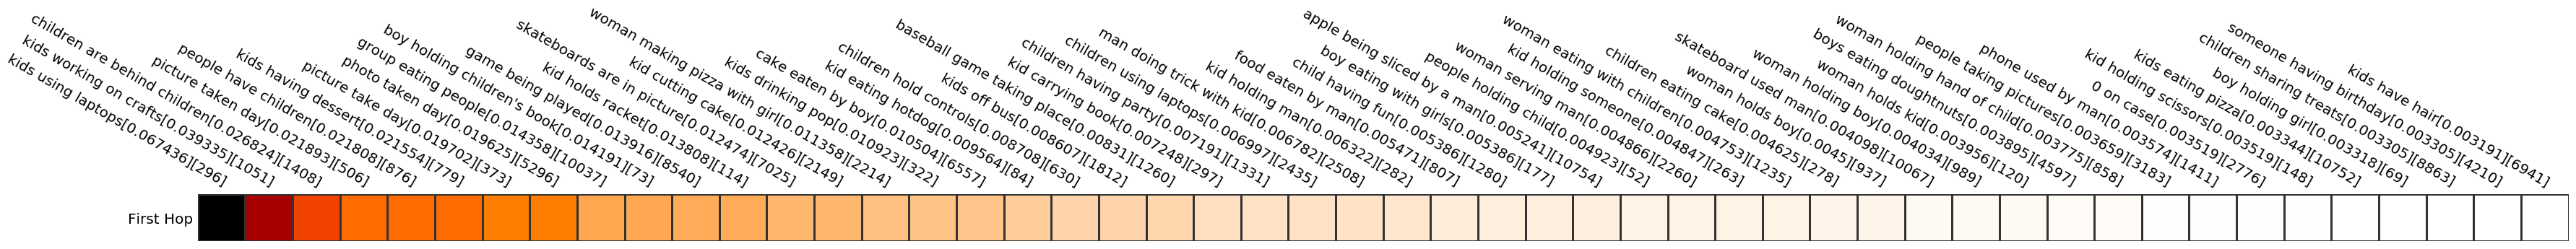 kids using laptops[0.067436][296]
kids working on crafts[0.039335][1051]
children are behind children[0.026824][1408]
picture taken day[0.021893][506]
people have children[0.021808][876]
kids having dessert[0.021554][779]
picture take day[0.019702][373]
photo taken day[0.019625][5296]
group eating people[0.014358][1037]
boy holding children's book[0.014191][73]
game being played[0.013916][8540]
kid holds racket[0.013808][114]
skateboards are in picture[0.012474][7025]
kid cutting cake[0.012426][2149]
woman making pizza with girl[0.011358][2214]
kids drinking pop[0.010923][322]
cake eaten by boy[0.010504][6557]
kid eating hotdog[0.009564][84]
children hold controls[0.008708][630]
kids off bus[0.008607][1812]
baseball game taking place[0.00831][1260]
kid carrying book[0.007248][297]
children having party[0.007191][1331]
children using laptops[0.006997][2435]
man doing trick with kid[0.006782][2508]
kid holding man[0.006322][282]
food eaten by man[0.005471][807]
child having fun[0.005386][1280]
boy eating with girls[0.005386][177]
apple being sliced by a man[0.005241][10754]
people holding child[0.004923][52]
woman serving man[0.004866][2260]
kid holding someone[0.004847][263]
woman eating with children[0.004753][1235]
children eating cake[0.004625][278]
woman holds boy[0.0045][937]
skateboard used man[0.004098][10067]
woman holding boy[0.004034][989]
woman holds kid[0.003956][120]
boys eating doughnuts[0.003895][4597]
woman holding hand of child[0.003775][858]
people taking pictures[0.003659][3183]
phone used by man[0.003574][1411]
0 on case[0.003519][2776]
kid holding scissors[0.003519][148]
kids eating pizza[0.003344][10752]
boy holding girl[0.003318][69]
children sharing treats[0.003305][8863]
someone having birthday[0.003305][4210]
kids have hair[0.003191][6941]
First Hop